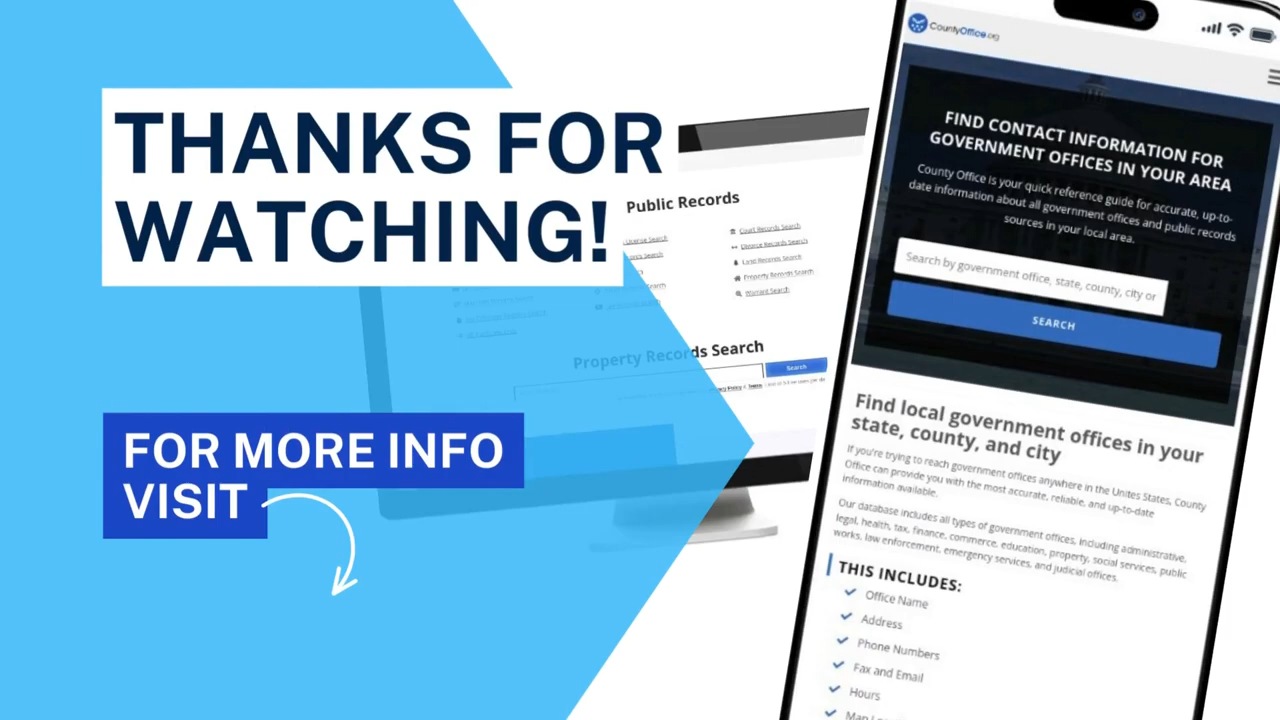 THANKS FOR
WATCHING!
FOR MORE INFO
VISIT
Public Records
Court Records Search
Divorce Records Search
Land Records Search
Property Records Search
Warrant Search
License Search
Search
Property Records Search
Search
CountyOffice.org
FIND CONTACT INFORMATION FOR
GOVERNMENT OFFICES IN YOUR AREA
County Office is your quick reference guide for accurate, up-to-
date information about all government offices and public records
sources in your local area.
Search by government office, state, county, city or
SEARCH
Find local government offices in your
state, county, and city
If you're trying to reach government offices anywhere in the Unites States, County
Office can provide you with the most accurate, reliable, and up-to-date
information available.
Our database includes all types of government offices, including administrative,
legal, health, tax, finance, commerce, education, property, social services, public
works, law enforcement, emergency services, and judicial offices.
THIS INCLUDES:
Office Name
Address
Phone Numbers
Fax and Email
Hours
Map